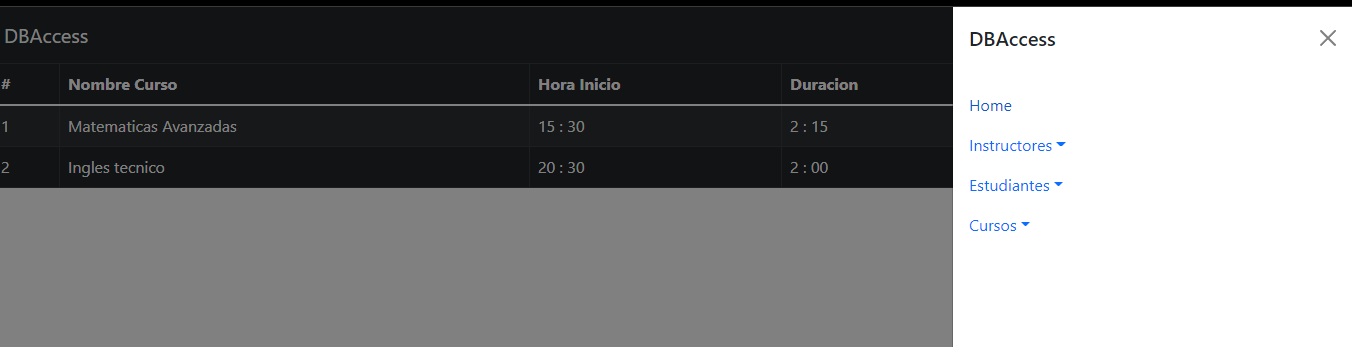 DBAccess
# Nombre Curso Hora Inicio Duracion
1 Matematicas Avanzadas 15 : 30 2 : 15
2 Ingles tecnico 20 : 30 2 : 00
DBAccess
Home
Instructores
Estudiantes
Cursos